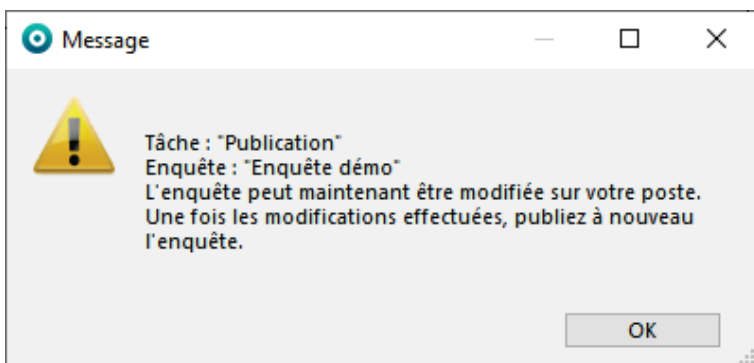 Message
Tâche : "Publication"
Enquête : "Enquête démo"
L'enquête peut maintenant être modifiée sur votre poste.
Une fois les modifications effectuées, publiez à nouveau
l'enquête.
OK